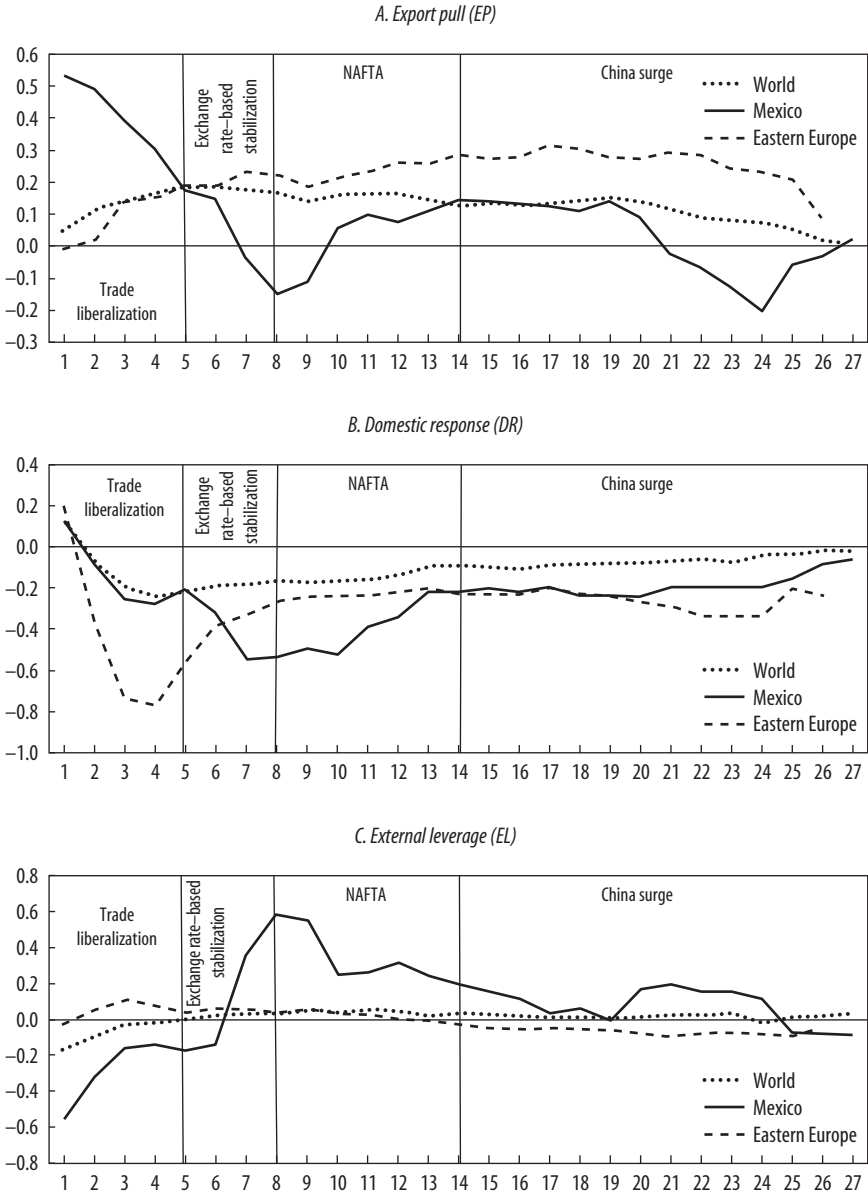 A. Export pull (EP)
0.6
0.5
0.4
0.3
0.2
0.1
0.0
−0.1
−0.2
−0.3
Trade
liberalization
Exchange
rate–based
stabilization
NAFTA
China surge
World
Mexico
Eastern Europe
1 2 3 4 5 6 7 8 9 10 11 12 13 14 15 16 17 18 19 20 21 22 23 24 25 26 27
B. Domestic response (DR)
0.4
0.2
0.0
−0.2
−0.4
−0.6
−0.8
−1.0
Trade
liberalization
Exchange
rate–based
stabilization
NAFTA
China surge
World
Mexico
Eastern Europe
1 2 3 4 5 6 7 8 9 10 11 12 13 14 15 16 17 18 19 20 21 22 23 24 25 26 27
C. External leverage (EL)
0.8
0.6
0.4
0.2
0.0
−0.2
−0.4
−0.6
−0.8
Trade
liberalization
Exchange rate–based
stabilization
NAFTA
China surge
World
Mexico
Eastern Europe
1 2 3 4 5 6 7 8 9 10 11 12 13 14 15 16 17 18 19 20 21 22 23 24 25 26 27